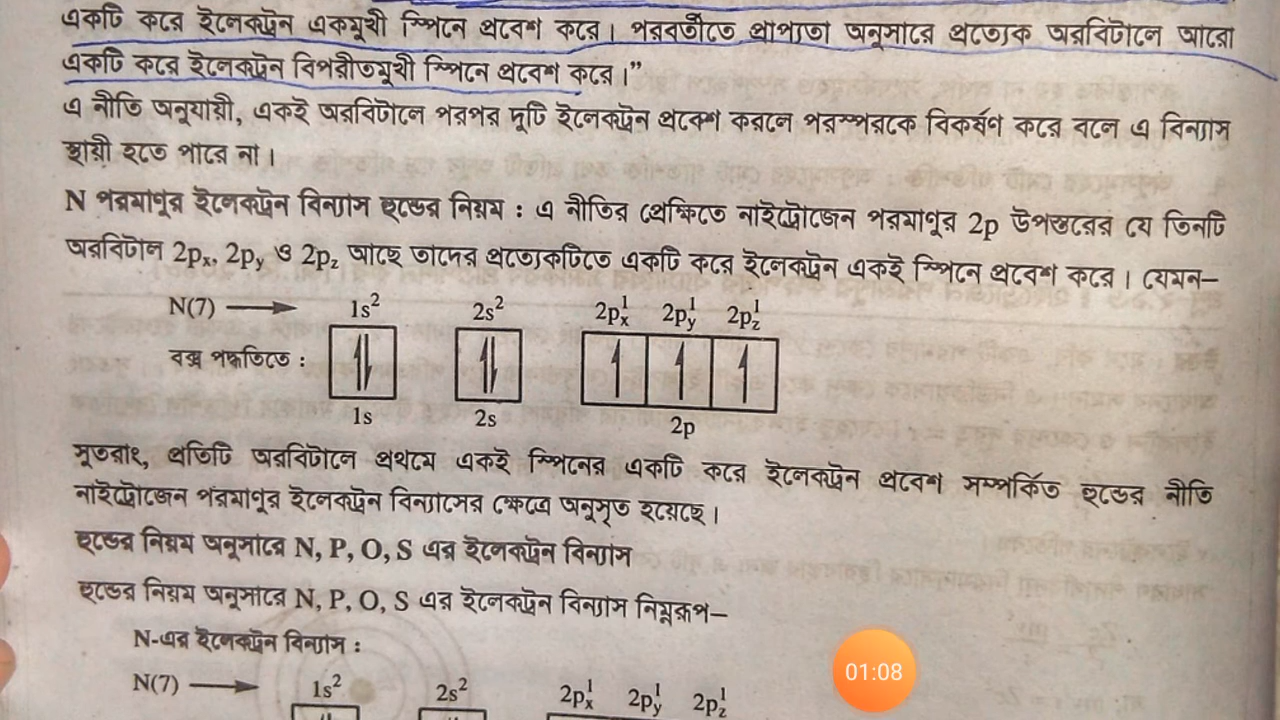 একটি করে ইলেকট্রন একমুখী স্পিনে প্রবেশ করে। পরবর্তীতে প্রাপ্যতা অনুসারে প্রত্যেক অরবিটালে আরো
একটি করে ইলেকট্রন বিপরীতমুখী স্পিনে প্রবেশ করে।”
এ নীতি অনুযায়ী, একই অরবিটালে পরপর দুটি ইলেকট্রন প্রবেশ করলে পরস্পরকে বিকর্ষণ করে বলে এ বিন্যাস
স্থায়ী হতে পারে না।
N পরমাণুর ইলেকট্রন বিন্যাস হুন্ডের নিয়ম : এ নীতির প্রেক্ষিতে নাইট্রোজেন পরমাণুর 2p উপস্তরের যে তিনটি
অরবিটাল 2pₓ, 2pᵧ ও 2p_z আছে তাদের প্রত্যেকটিতে একটি করে ইলেকট্রন একই স্পিনে প্রবেশ করে। যেমন–
N(7) ⟶ 1s² 2s² 2pₓ¹ 2pᵧ¹ 2p_z¹
বক্স পদ্ধতিতে : ↿⇂ ↿⇂ ↿ ↿ ↿
1s 2s 2p
সুতরাং, প্রতিটি অরবিটালে প্রথমে একই স্পিনের একটি করে ইলেকট্রন প্রবেশ সম্পর্কিত হুন্ডের নীতি
নাইট্রোজেন পরমাণুর ইলেকট্রন বিন্যাসের ক্ষেত্রে অনুসৃত হয়েছে।
হুন্ডের নিয়ম অনুসারে N, P, O, S এর ইলেকট্রন বিন্যাস
হুন্ডের নিয়ম অনুসারে N, P, O, S এর ইলেকট্রন বিন্যাস নিম্নরূপ–
N-এর ইলেকট্রন বিন্যাস :
N(7) ⟶ 1s² 2s² 2pₓ¹ 2pᵧ¹ 2p_z¹
01:08